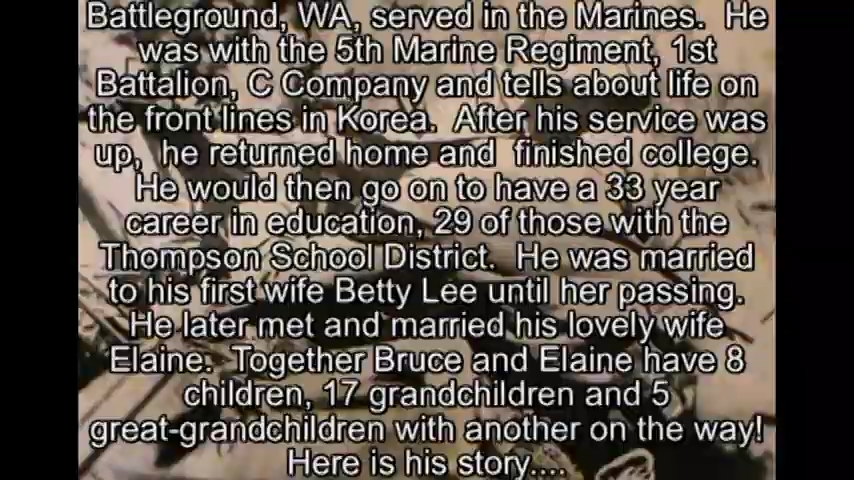 Battleground, WA, served in the Marines. He
was with the 5th Marine Regiment, 1st
Battalion, C Company and tells about life on
the front lines in Korea. After his service was
up, he returned home and finished college.
He would then go on to have a 33 year
career in education, 29 of those with the
Thompson School District. He was married
to his first wife Betty Lee until her passing.
He later met and married his lovely wife
Elaine. Together Bruce and Elaine have 8
children, 17 grandchildren and 5
great-grandchildren with another on the way!
Here is his story....